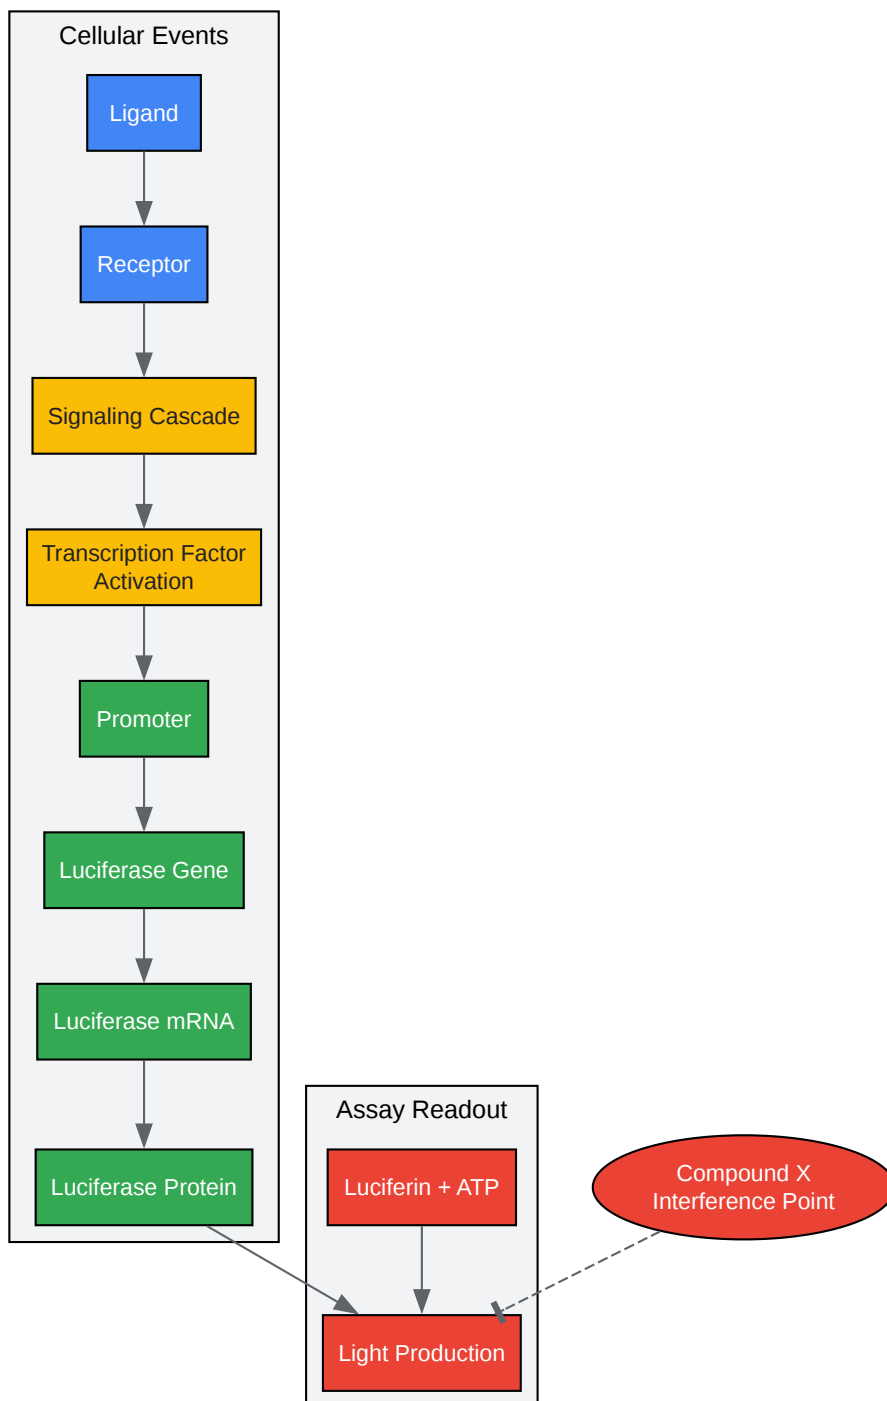 Cellular Events
Ligand
Receptor
Signaling Cascade
Transcription Factor
Activation
Promoter
Luciferase Gene
Luciferase mRNA
Luciferase Protein
Assay Readout
Luciferin + ATP
Light Production
Compound X
Interference Point